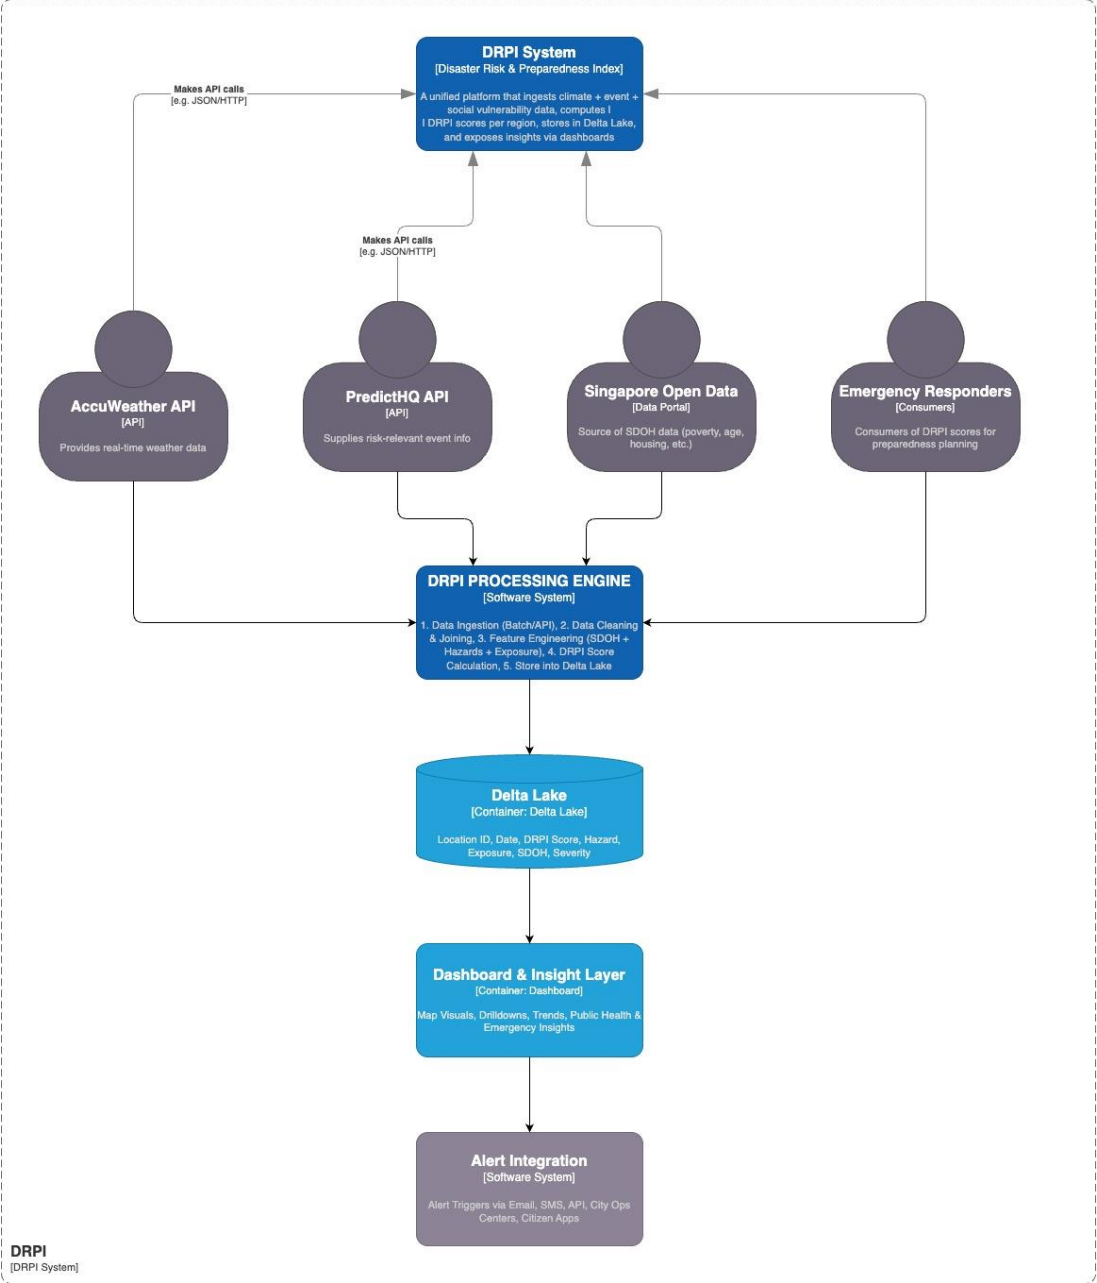 DRPI System
[Disaster Risk & Preparedness Index]
A unified platform that ingests climate + event +
social vulnerability data, computes I
I DRPI scores per region, stores in Delta Lake,
and exposes insights via dashboards
Makes API calls
[e.g. JSON/HTTP]
Makes API calls
[e.g. JSON/HTTP]
AccuWeather API
[API]
Provides real-time weather data
PredictHQ API
[API]
Supplies risk-relevant event info
Singapore Open Data
[Data Portal]
Source of SDOH data (poverty, age,
housing, etc.)
Emergency Responders
[Consumers]
Consumers of DRPI scores for
preparedness planning
DRPI PROCESSING ENGINE
[Software System]
1. Data Ingestion (Batch/API), 2. Data Cleaning
& Joining, 3. Feature Engineering (SDOH +
Hazards + Exposure), 4. DRPI Score
Calculation, 5. Store into Delta Lake
Delta Lake
[Container: Delta Lake]
Location ID, Date, DRPI Score, Hazard,
Exposure, SDOH, Severity
Dashboard & Insight Layer
[Container: Dashboard]
Map Visuals, Drilldowns, Trends, Public Health &
Emergency Insights
Alert Integration
[Software System]
Alert Triggers via Email, SMS, API, City Ops
Centers, Citizen Apps
DRPI
[DRPI System]